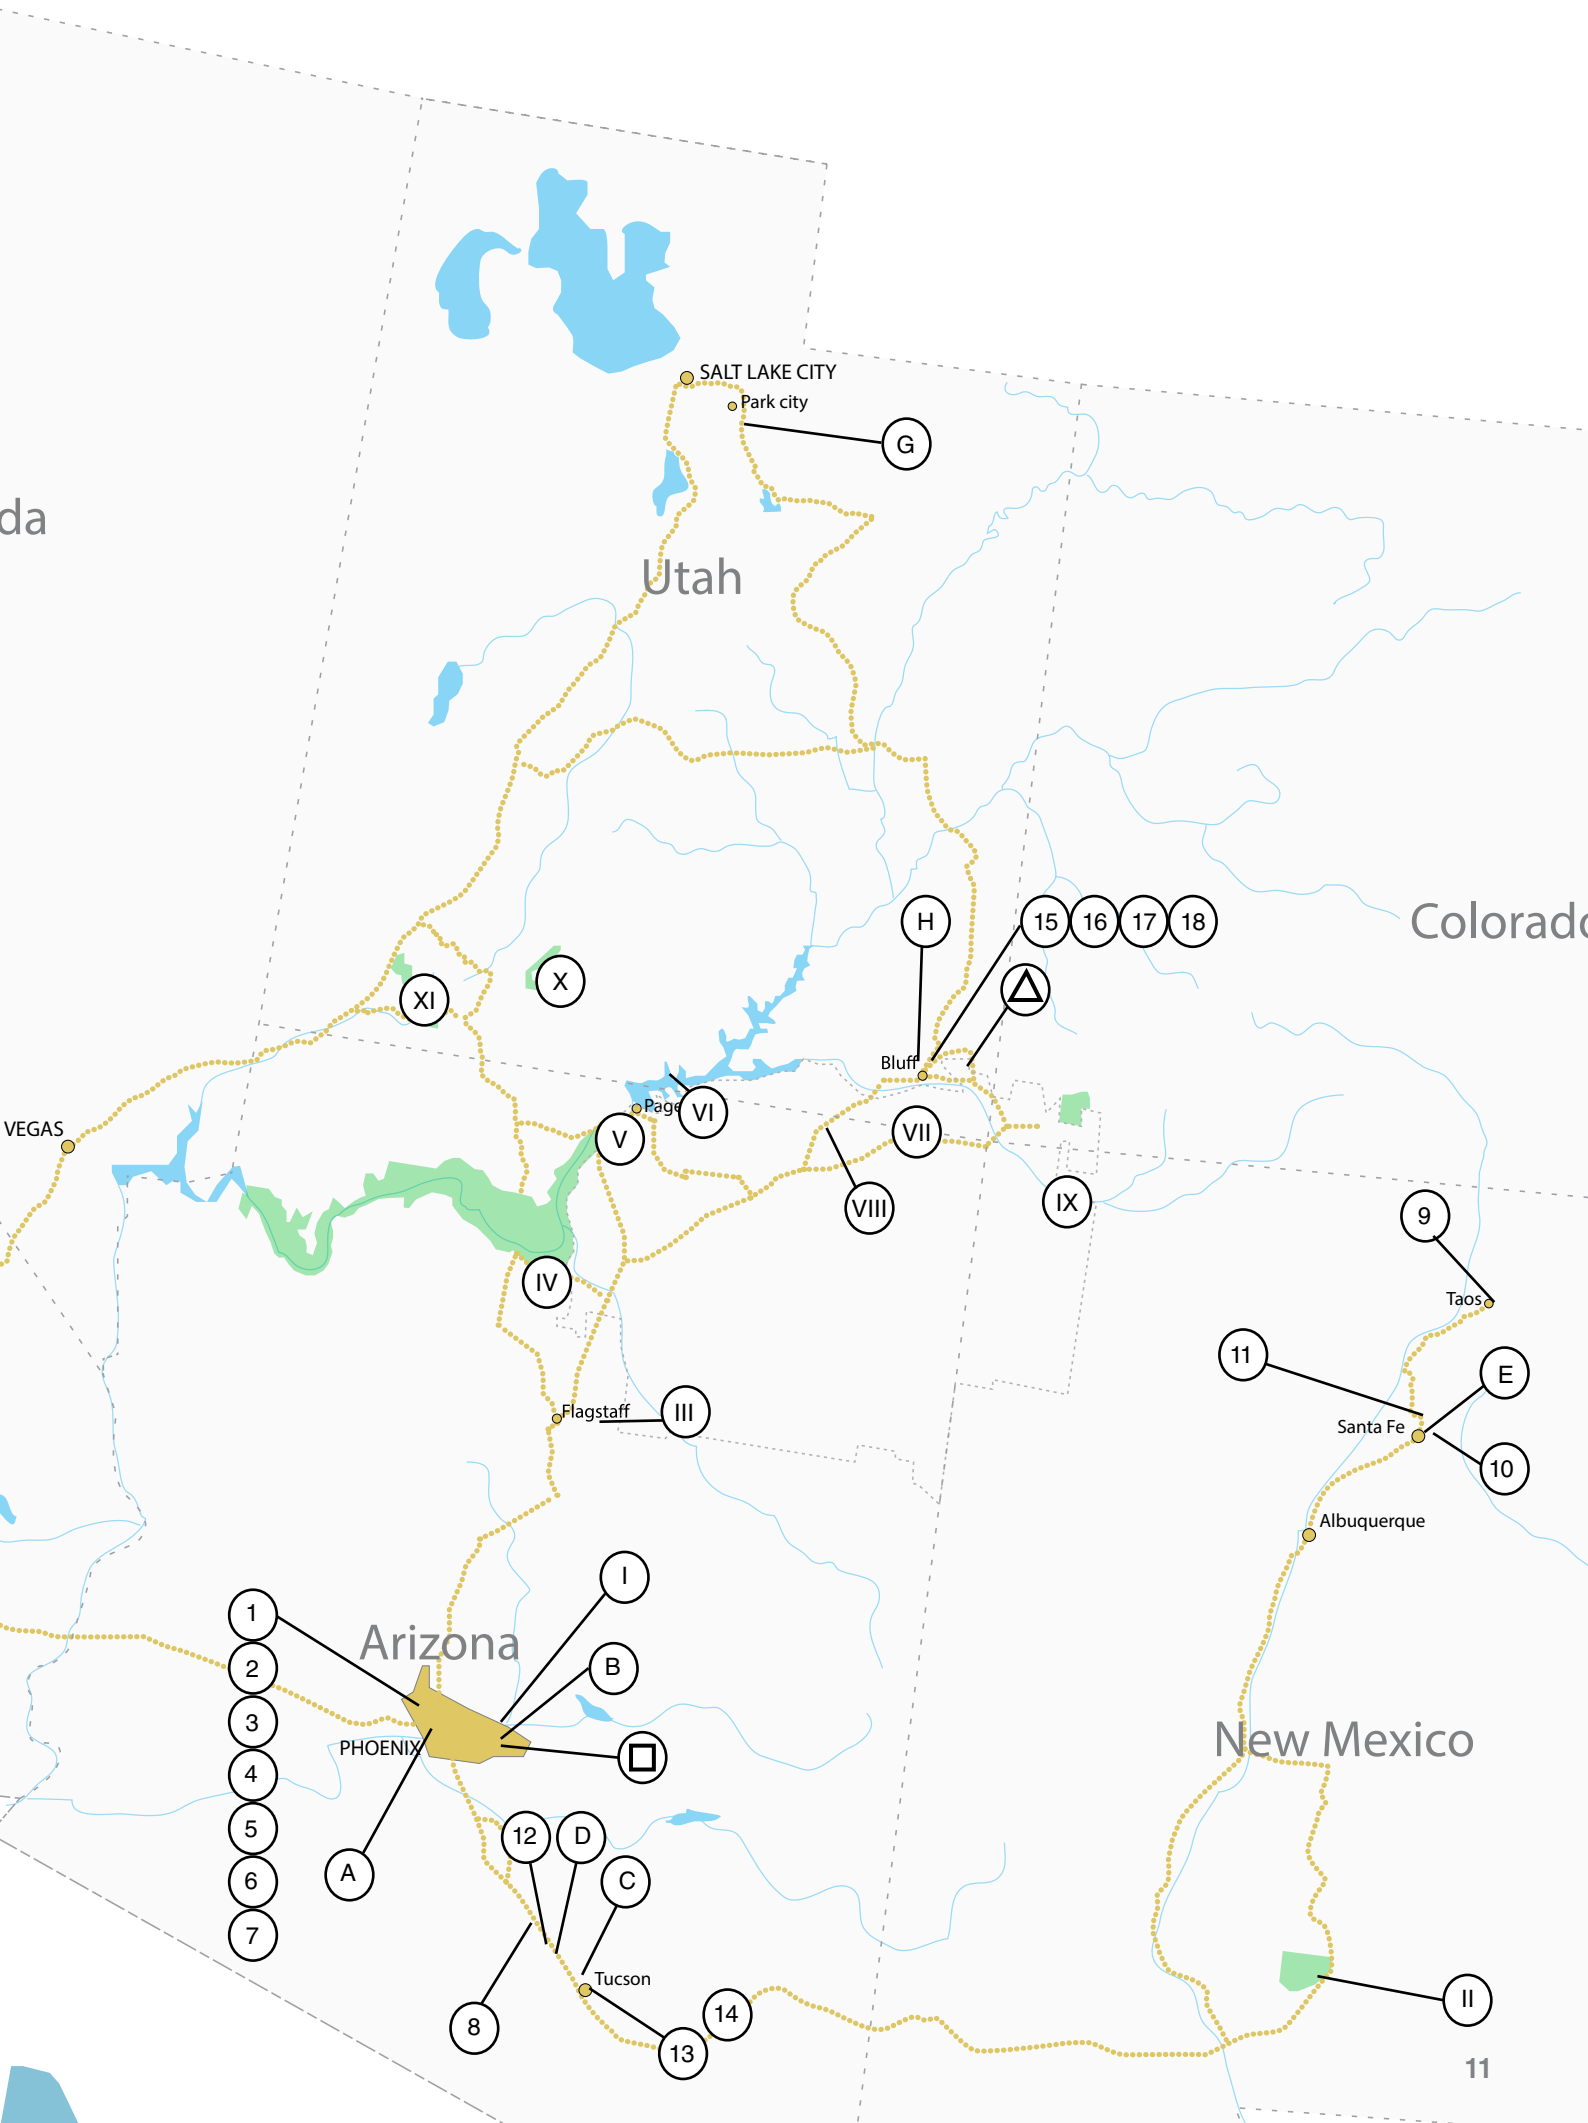 SALT LAKE CITY
Park city
G
da
Utah
H
15 16 17 18
Colorado
X
XI
Bluff
Page
VI
VEGAS
V
VII
VIII
IX
9
Taos
IV
11
E
Flagstaff
III
Santa Fe
10
Albuquerque
I
1
Arizona
2
B
3
PHOENIX
New Mexico
4
5
12 D
6
A
C
7
Tucson
8
14
II
13
11